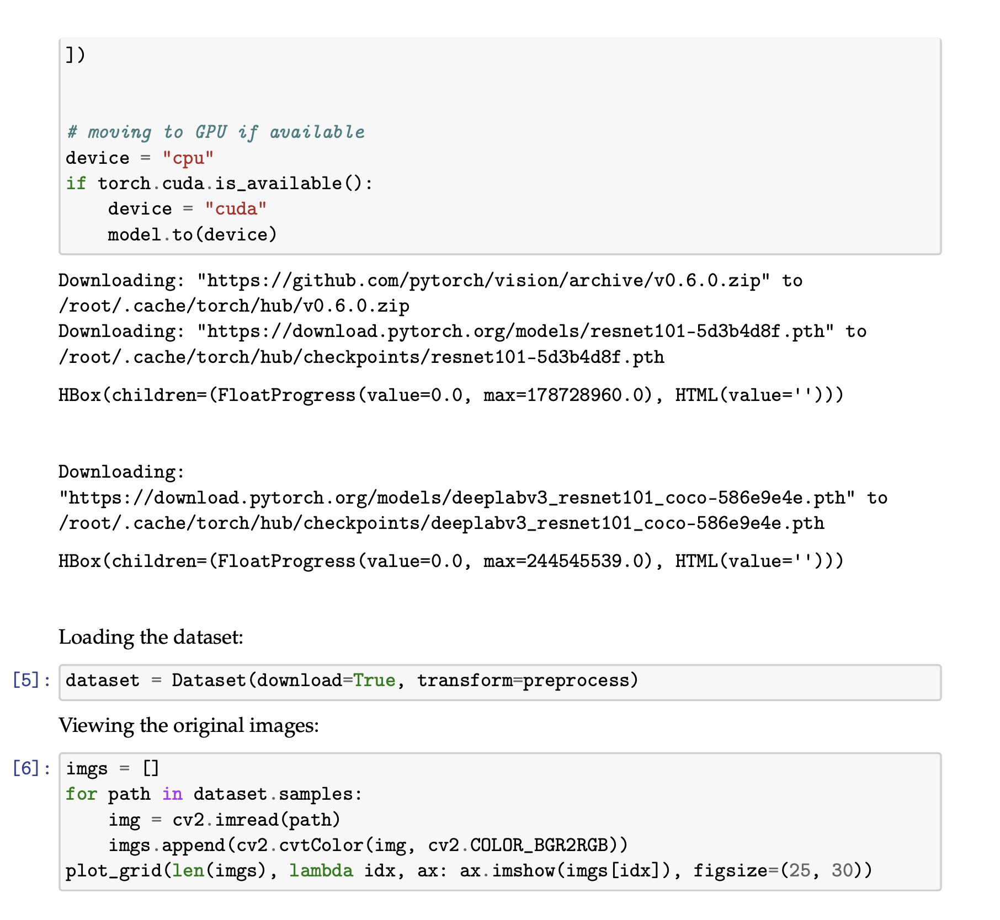 ])
# moving to GPU if available
device = "cpu"
if torch.cuda.is_available():
    device = "cuda"
    model.to(device)
Downloading: "https://github.com/pytorch/vision/archive/v0.6.0.zip" to
/root/.cache/torch/hub/v0.6.0.zip
Downloading: "https://download.pytorch.org/models/resnet101-5d3b4d8f.pth" to
/root/.cache/torch/hub/checkpoints/resnet101-5d3b4d8f.pth
HBox(children=(FloatProgress(value=0.0, max=178728960.0), HTML(value='')))
Downloading:
"https://download.pytorch.org/models/deeplabv3_resnet101_coco-586e9e4e.pth" to
/root/.cache/torch/hub/checkpoints/deeplabv3_resnet101_coco-586e9e4e.pth
HBox(children=(FloatProgress(value=0.0, max=244545539.0), HTML(value='')))
Loading the dataset:
[5]: dataset = Dataset(download=True, transform=preprocess)
Viewing the original images:
[6]: imgs = []
for path in dataset.samples:
    img = cv2.imread(path)
    imgs.append(cv2.cvtColor(img, cv2.COLOR_BGR2RGB))
plot_grid(len(imgs), lambda idx, ax: ax.imshow(imgs[idx]), figsize=(25, 30))